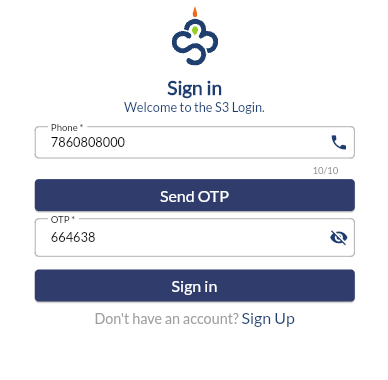 Sign in
Welcome to the S3 Login.
Phone *
7860808000
10/10
Send OTP
OTP *
664638
Sign in
Don't have an account? Sign Up